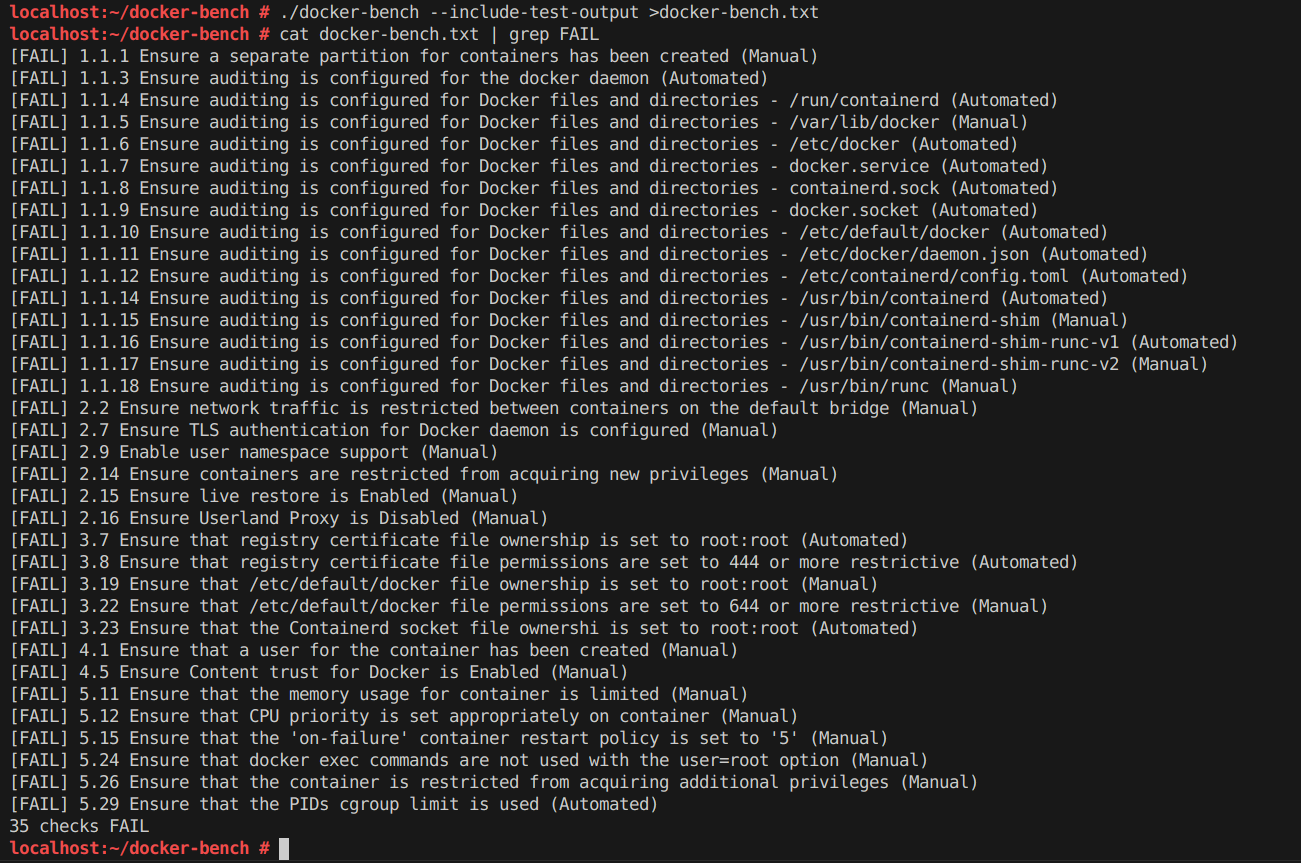 localhost:~/docker-bench # ./docker-bench --include-test-output >docker-bench.txt
localhost:~/docker-bench # cat docker-bench.txt | grep FAIL
[FAIL] 1.1.1 Ensure a separate partition for containers has been created (Manual)
[FAIL] 1.1.3 Ensure auditing is configured for the docker daemon (Automated)
[FAIL] 1.1.4 Ensure auditing is configured for Docker files and directories - /run/containerd (Automated)
[FAIL] 1.1.5 Ensure auditing is configured for Docker files and directories - /var/lib/docker (Manual)
[FAIL] 1.1.6 Ensure auditing is configured for Docker files and directories - /etc/docker (Automated)
[FAIL] 1.1.7 Ensure auditing is configured for Docker files and directories - docker.service (Automated)
[FAIL] 1.1.8 Ensure auditing is configured for Docker files and directories - containerd.sock (Automated)
[FAIL] 1.1.9 Ensure auditing is configured for Docker files and directories - docker.socket (Automated)
[FAIL] 1.1.10 Ensure auditing is configured for Docker files and directories - /etc/default/docker (Automated)
[FAIL] 1.1.11 Ensure auditing is configured for Docker files and directories - /etc/docker/daemon.json (Automated)
[FAIL] 1.1.12 Ensure auditing is configured for Docker files and directories - /etc/containerd/config.toml (Automated)
[FAIL] 1.1.14 Ensure auditing is configured for Docker files and directories - /usr/bin/containerd (Automated)
[FAIL] 1.1.15 Ensure auditing is configured for Docker files and directories - /usr/bin/containerd-shim (Manual)
[FAIL] 1.1.16 Ensure auditing is configured for Docker files and directories - /usr/bin/containerd-shim-runc-v1 (Automated)
[FAIL] 1.1.17 Ensure auditing is configured for Docker files and directories - /usr/bin/containerd-shim-runc-v2 (Manual)
[FAIL] 1.1.18 Ensure auditing is configured for Docker files and directories - /usr/bin/runc (Manual)
[FAIL] 2.2 Ensure network traffic is restricted between containers on the default bridge (Manual)
[FAIL] 2.7 Ensure TLS authentication for Docker daemon is configured (Manual)
[FAIL] 2.9 Enable user namespace support (Manual)
[FAIL] 2.14 Ensure containers are restricted from acquiring new privileges (Manual)
[FAIL] 2.15 Ensure live restore is Enabled (Manual)
[FAIL] 2.16 Ensure Userland Proxy is Disabled (Manual)
[FAIL] 3.7 Ensure that registry certificate file ownership is set to root:root (Automated)
[FAIL] 3.8 Ensure that registry certificate file permissions are set to 444 or more restrictive (Automated)
[FAIL] 3.19 Ensure that /etc/default/docker file ownership is set to root:root (Manual)
[FAIL] 3.22 Ensure that /etc/default/docker file permissions are set to 644 or more restrictive (Manual)
[FAIL] 3.23 Ensure that the Containerd socket file ownershi is set to root:root (Automated)
[FAIL] 4.1 Ensure that a user for the container has been created (Manual)
[FAIL] 4.5 Ensure Content trust for Docker is Enabled (Manual)
[FAIL] 5.11 Ensure that the memory usage for container is limited (Manual)
[FAIL] 5.12 Ensure that CPU priority is set appropriately on container (Manual)
[FAIL] 5.15 Ensure that the 'on-failure' container restart policy is set to '5' (Manual)
[FAIL] 5.24 Ensure that docker exec commands are not used with the user=root option (Manual)
[FAIL] 5.26 Ensure that the container is restricted from acquiring additional privileges (Manual)
[FAIL] 5.29 Ensure that the PIDs cgroup limit is used (Automated)
35 checks FAIL
localhost:~/docker-bench #